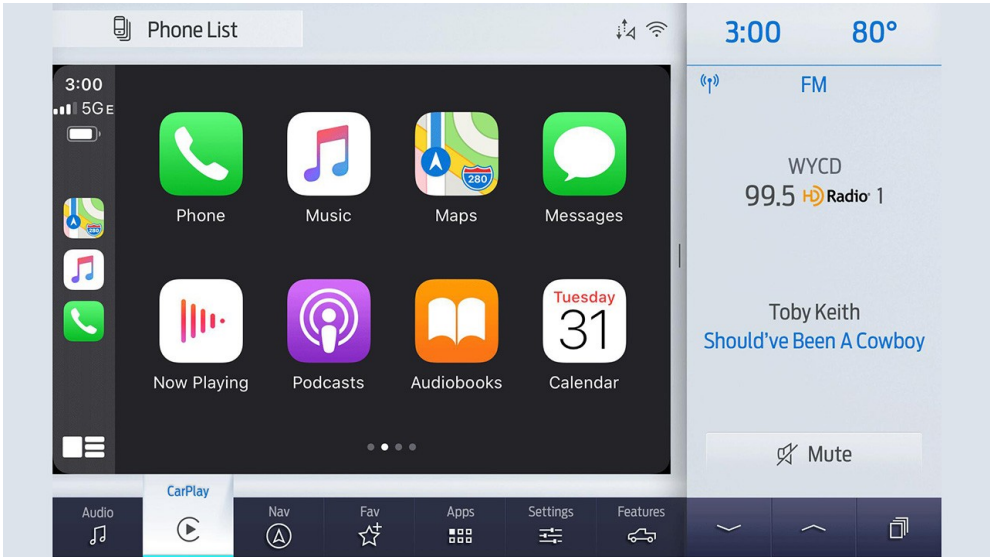 Phone List
3:00
80°
3:00
5GE
280
280
Phone
Music
Maps
Messages
Tuesday
31
Now Playing
Podcasts
Audiobooks
Calendar
FM
WYCD
99.5 HD Radio 1
Toby Keith
Should've Been A Cowboy
Mute
Audio
CarPlay
Nav
Fav
Apps
Settings
Features